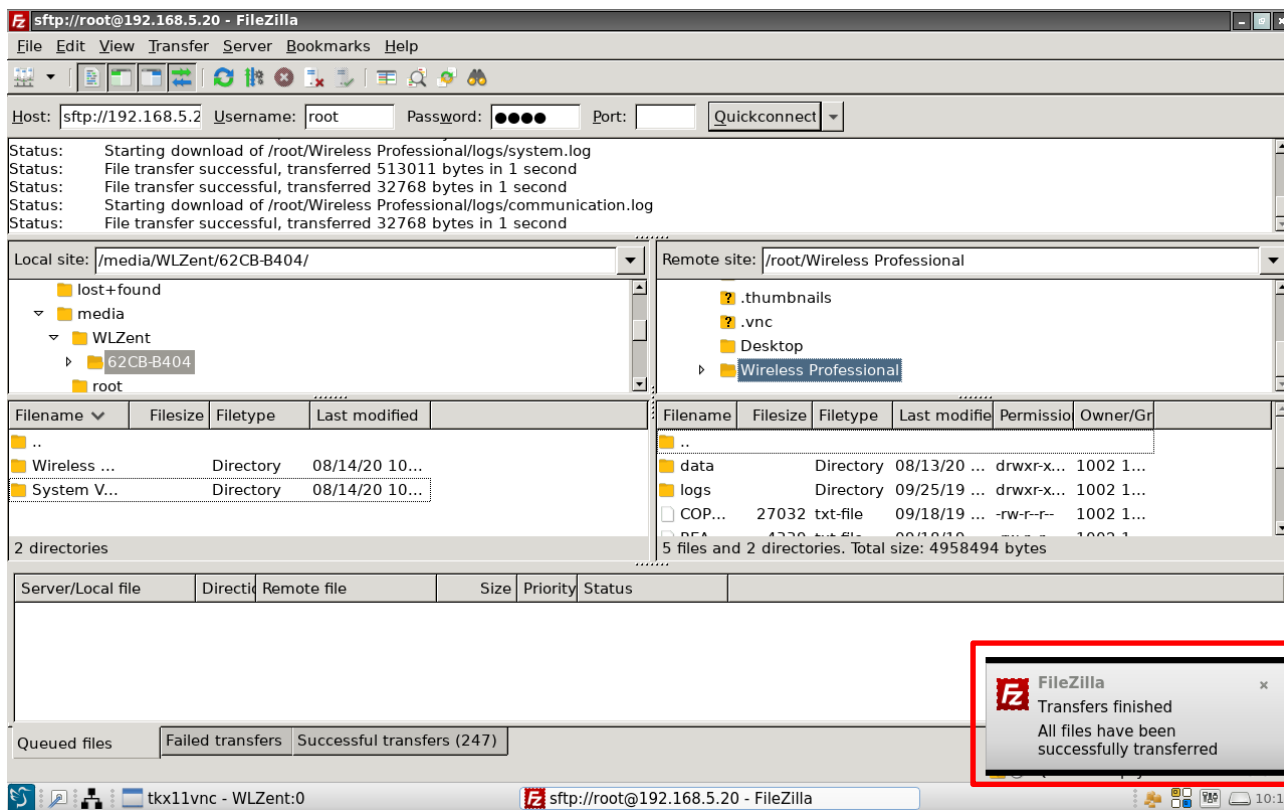 sftp://root@192.168.5.20 - FileZilla
File Edit View Transfer Server Bookmarks Help
Host: sftp://192.168.5.2 Username: root Password: ●●●● Port: Quickconnect
Status: Starting download of /root/Wireless Professional/logs/system.log
Status: File transfer successful, transferred 513011 bytes in 1 second
Status: File transfer successful, transferred 32768 bytes in 1 second
Status: Starting download of /root/Wireless Professional/logs/communication.log
Status: File transfer successful, transferred 32768 bytes in 1 second
Local site: /media/WLZent/62CB-B404/
lost+found
media
WLZent
62CB-B404
root
Remote site: /root/Wireless Professional
.thumbnails
.vnc
Desktop
Wireless Professional
Filename Filesize Filetype Last modified
..
Wireless ... Directory 08/14/20 10...
System V... Directory 08/14/20 10...
2 directories
Filename Filesize Filetype Last modifie Permissio Owner/Gr
..
data Directory 08/13/20 ... drwxr-x... 1002 1...
logs Directory 09/25/19 ... drwxr-x... 1002 1...
COP... 27032 txt-file 09/18/19 ... -rw-r--r-- 1002 1...
5 files and 2 directories. Total size: 4958494 bytes
Server/Local file Directio Remote file Size Priority Status
FileZilla
Transfers finished
All files have been
successfully transferred
Queued files Failed transfers Successful transfers (247)
tkx11vnc - WLZent:0 sftp://root@192.168.5.20 - FileZilla 10:1